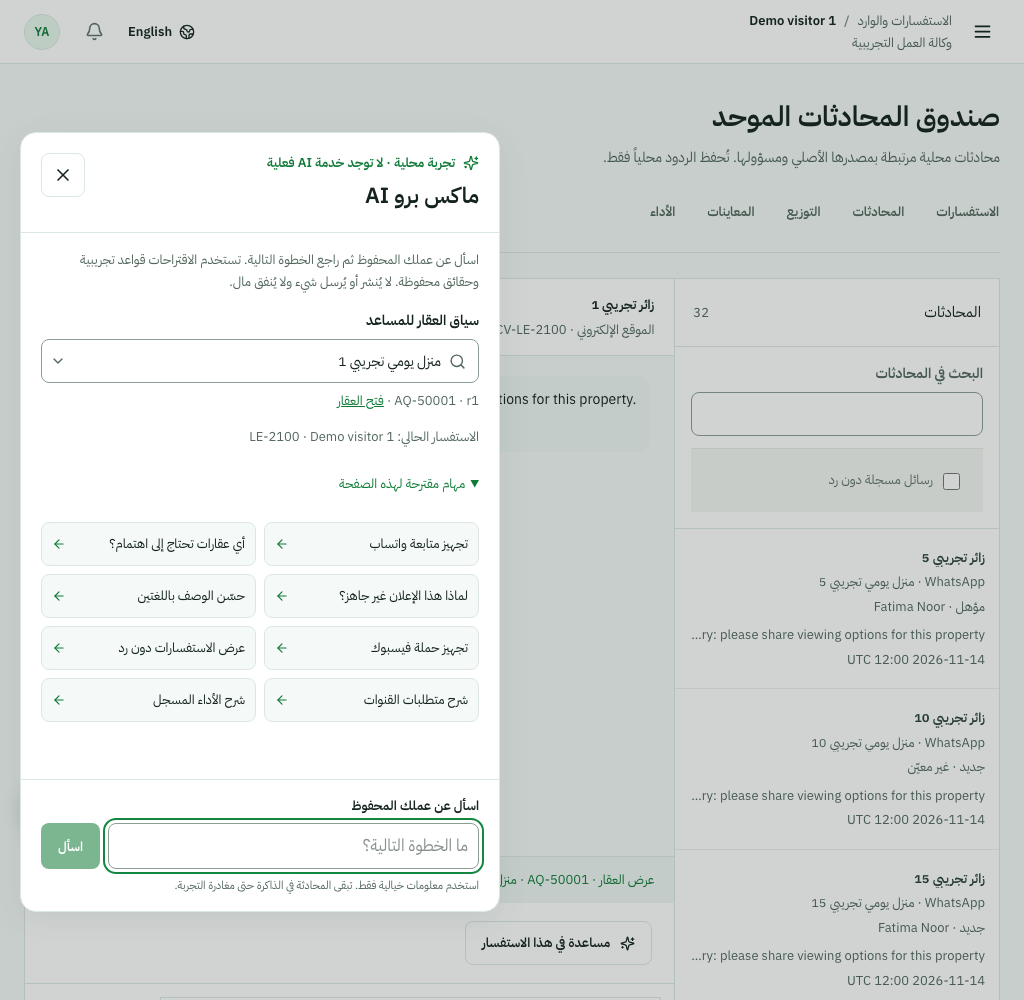 الاستفسارات والوارد / Demo visitor 1
وكالة العمل التجريبية
English
YA
صندوق المحادثات الموحد
محادثات محلية مرتبطة بمصدرها الأصلي ومسؤولها. تُحفظ الردود محلياً فقط.
الاستفسارات
المحادثات
التوزيع
المعاينات
الأداء
المحادثات
32
البحث في المحادثات
رسائل مسجلة دون رد
زائر تجريبي 5
WhatsApp · منزل يومي تجريبي 5
مؤهل · Fatima Noor
...ry: please share viewing options for this property
2026-11-14 12:00 UTC
زائر تجريبي 10
WhatsApp · منزل يومي تجريبي 10
جديد · غير معيّن
...ry: please share viewing options for this property
2026-11-14 12:00 UTC
زائر تجريبي 15
WhatsApp · منزل يومي تجريبي 15
جديد · Fatima Noor
...ry: please share viewing options for this property
2026-11-14 12:00 UTC
زائر تجريبي 1
الموقع الإلكتروني · CV-LE-2100
tions for this property.
عرض العقار · AQ-50001 ·
مساعدة في هذا الاستفسار
تجربة محلية · لا توجد خدمة AI فعلية
ماكس برو AI
اسأل عن عملك المحفوظ ثم راجع الخطوة التالية. تستخدم الاقتراحات قواعد تجريبية
وحقائق محفوظة. لا يُنشر أو يُرسل شيء ولا يُنفق مال.
سياق العقار للمساعد
منزل يومي تجريبي 1
AQ-50001 · r1 · فتح العقار
الاستفسار الحالي: LE-2100 · Demo visitor 1
مهام مقترحة لهذه الصفحة
تجهيز متابعة واتساب
أي عقارات تحتاج إلى اهتمام؟
لماذا هذا الإعلان غير جاهز؟
حسّن الوصف باللغتين
تجهيز حملة فيسبوك
عرض الاستفسارات دون رد
شرح متطلبات القنوات
شرح الأداء المسجل
اسأل عن عملك المحفوظ
ما الخطوة التالية؟
اسأل
استخدم معلومات خيالية فقط. تبقى المحادثة في الذاكرة حتى مغادرة التجربة.